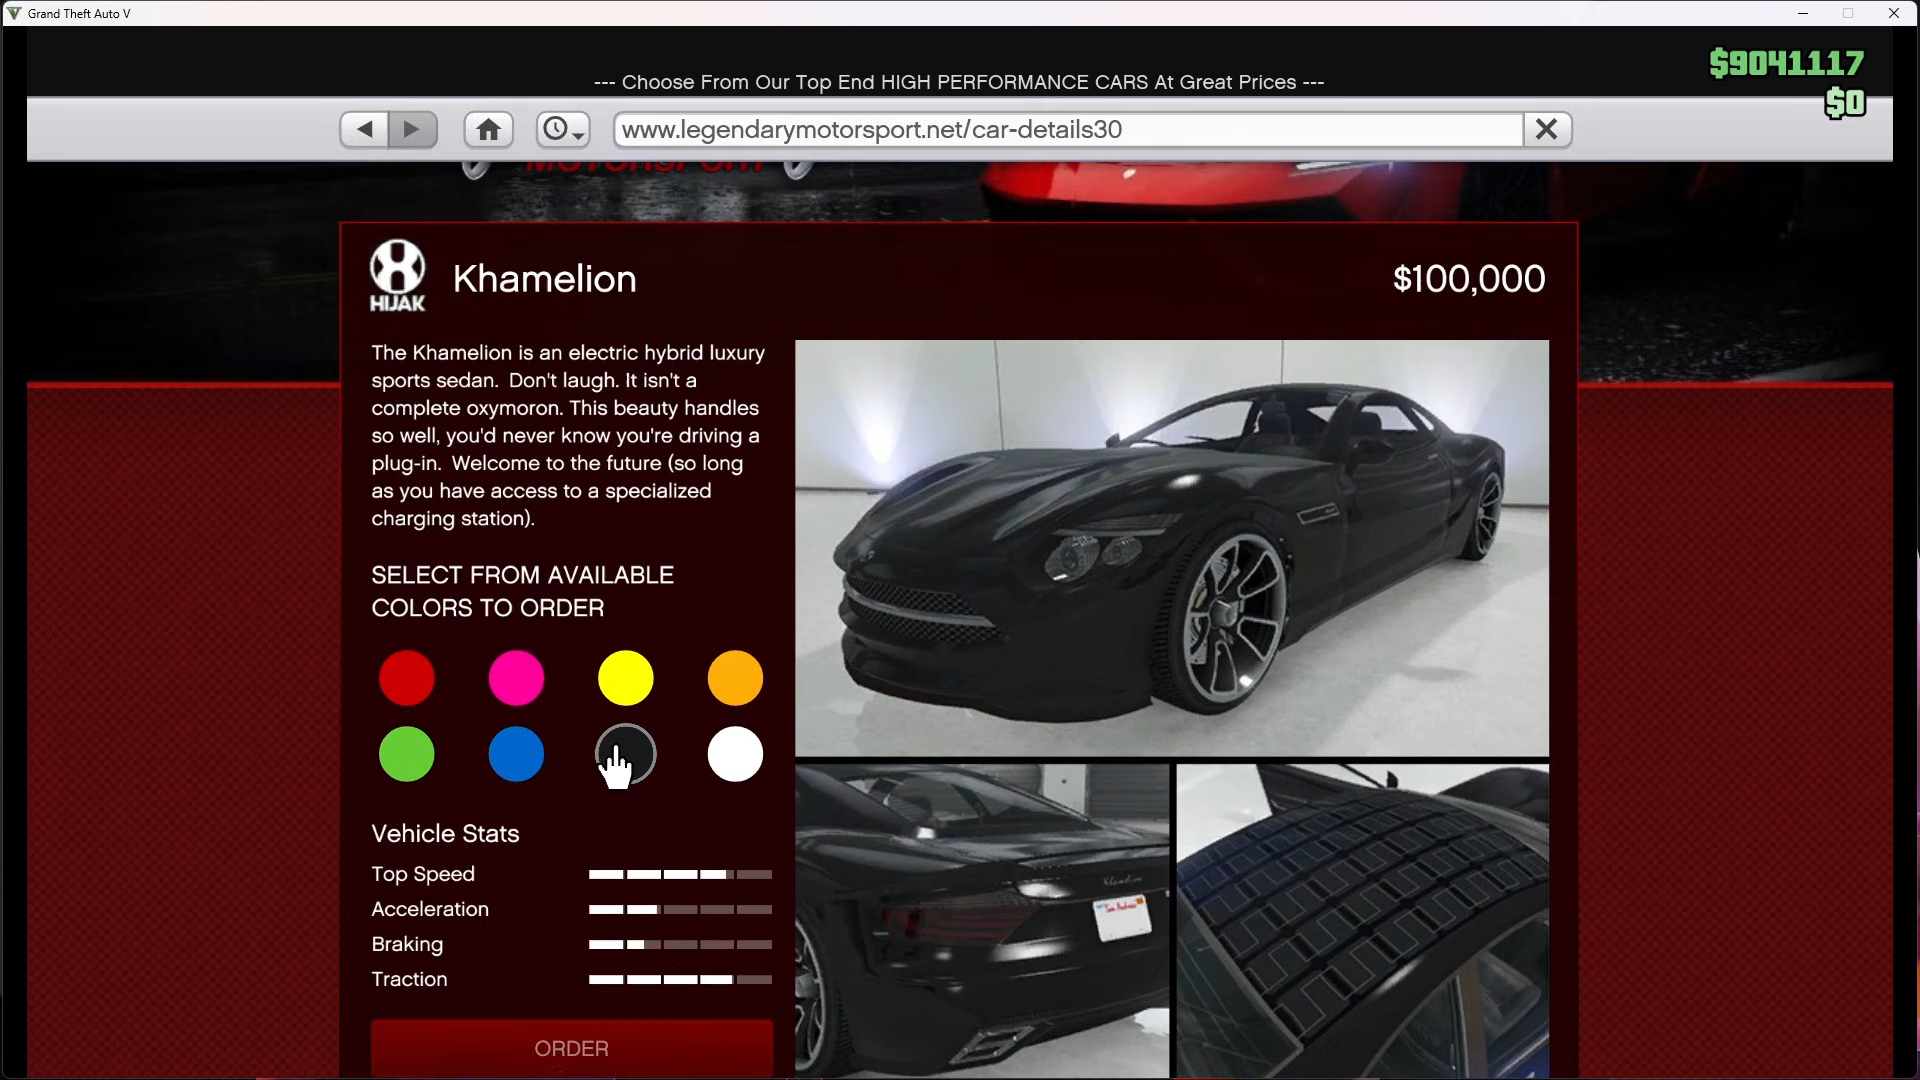 Grand Theft Auto V
$9041117
--- Choose From Our Top End HIGH PERFORMANCE CARS At Great Prices ---
$0
www.legendarymotorsport.net/car-details30
MOTORSPORT
HIJAK
Khamelion
$100,000
The Khamelion is an electric hybrid luxury
sports sedan. Don't laugh. It isn't a
complete oxymoron. This beauty handles
so well, you'd never know you're driving a
plug-in. Welcome to the future (so long
as you have access to a specialized
charging station).
SELECT FROM AVAILABLE
COLORS TO ORDER
Vehicle Stats
Top Speed
Acceleration
Braking
Traction
ORDER
Khamelion
San Andreas